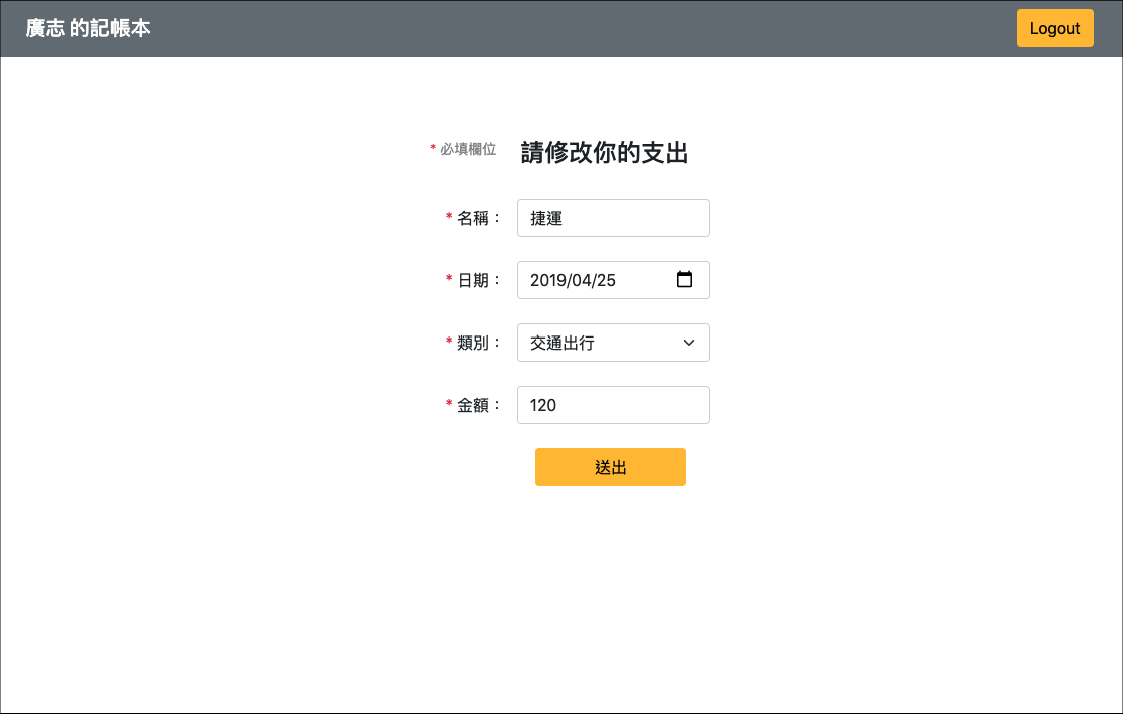 廣志 的記帳本
Logout
* 必填欄位
請修改你的支出
* 名稱：
捷運
* 日期：
2019/04/25
* 類別：
交通出行
* 金額：
120
送出